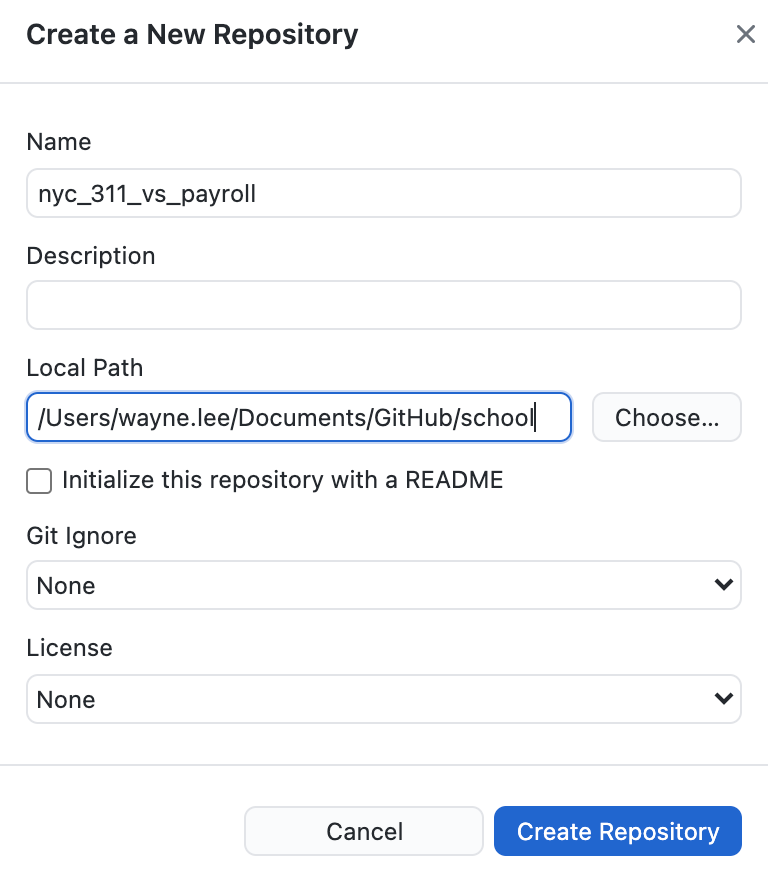 Create a New Repository
Name
nyc_311_vs_payroll
Description
Local Path
/Users/wayne.lee/Documents/GitHub/school
Choose...
Initialize this repository with a README
Git Ignore
None
License
None
Cancel
Create Repository